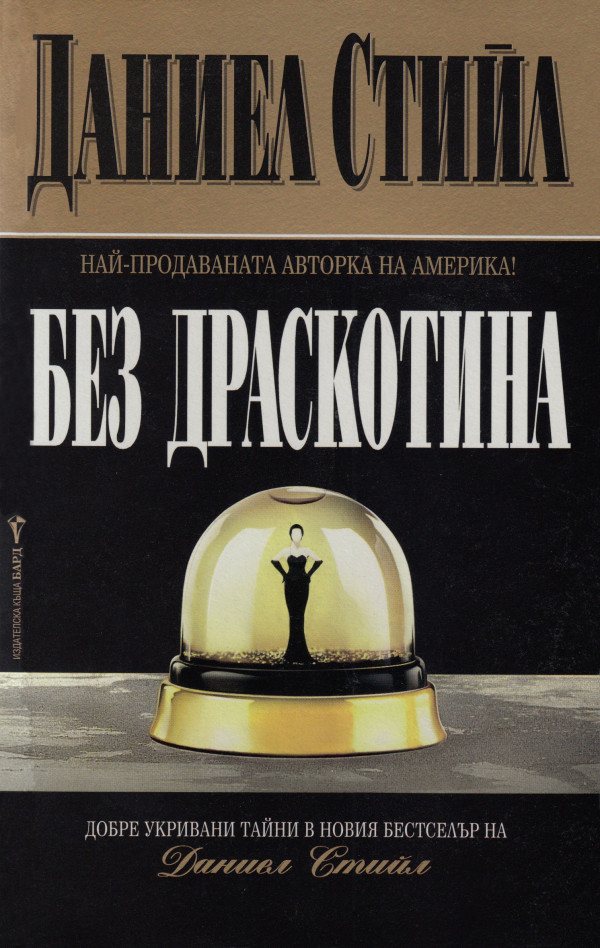 ДАНИЕЛ СТИЙЛ
НАЙ-ПРОДАВАНАТА АВТОРКА НА АМЕРИКА!
БЕЗ ДРАСКОТИНА
ИЗДАТЕЛСКА КЪЩА БАРД
ДОБРЕ УКРИВАНИ ТАЙНИ В НОВИЯ БЕСТСЕЛЪР НА
Даниел Стийл